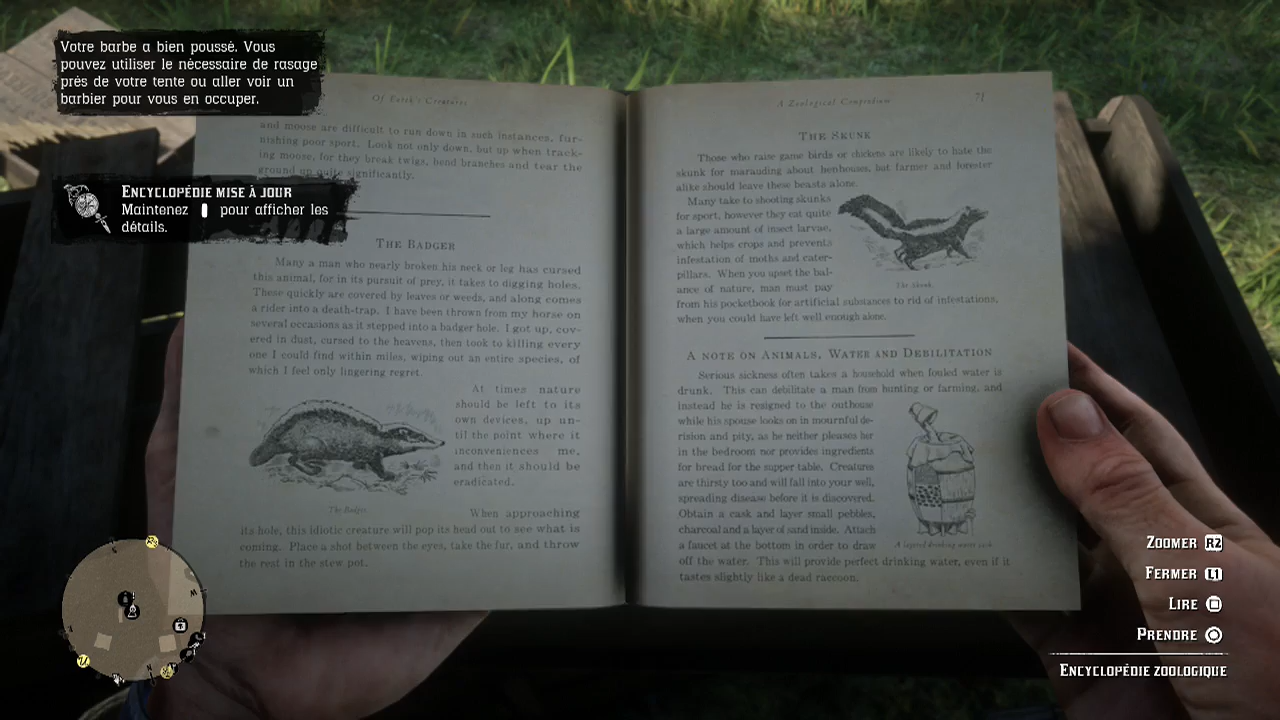 Votre barbe a bien poussé. Vous
pouvez utiliser le nécessaire de rasage
près de votre tente ou aller voir un
barbier pour vous en occuper.
Encyclopédie mise à jour
Maintenez pour afficher les
détails.
Of Earth's Creatures
and moose are difficult to run down in such instances, fur-
nishing poor sport. Look not only down, but up when track-
ing moose, for they break twigs, bend branches and tear the
ground up quite significantly.
The Badger
Many a man who nearly broken his neck or leg has cursed
this animal, for in its pursuit of prey, it takes to digging holes.
These quickly are covered by leaves or weeds, and along comes
a rider into a death-trap. I have been thrown from my horse on
several occasions as it stepped into a badger hole. I got up, cov-
ered in dust, cursed to the heavens, then took to killing every
one I could find within miles, wiping out an entire species, of
which I feel only lingering regret.
At times nature
should be left to its
own devices, up un-
til the point where it
inconveniences me,
and then it should be
eradicated.
The Badger
When approaching
its hole, this idiotic creature will pop its head out to see what is
coming. Place a shot between the eyes, take the fur, and throw
the rest in the stew pot.
A Zoological Compendium 71
The Skunk
Those who raise game birds or chickens are likely to hate the
skunk for marauding about henhouses, but farmer and forester
alike should leave these beasts alone.
Many take to shooting skunks
for sport, however they eat quite
a large amount of insect larvae,
which helps crops and prevents
infestation of moths and cater-
pillars. When you upset the bal-
ance of nature, man must pay
The Skunk
from his pocketbook for artificial substances to rid of infestations,
when you could have left well enough alone.
A note on Animals, Water and Debilitation
Serious sickness often takes a household when fouled water is
drunk. This can debilitate a man from hunting or farming, and
instead he is resigned to the outhouse
while his spouse looks on in mournful de-
rision and pity, as he neither pleases her
in the bedroom nor provides ingredients
for bread for the supper table. Creatures
are thirsty too and will fall into your well,
spreading disease before it is discovered.
Obtain a cask and layer small pebbles,
charcoal and a layer of sand inside. Attach
a faucet at the bottom in order to draw
A layered drinking water cask
off the water. This will provide perfect drinking water, even if it
tastes slightly like a dead raccoon.
Zoomer R2
Fermer L1
Lire
Prendre
Encyclopédie zoologique